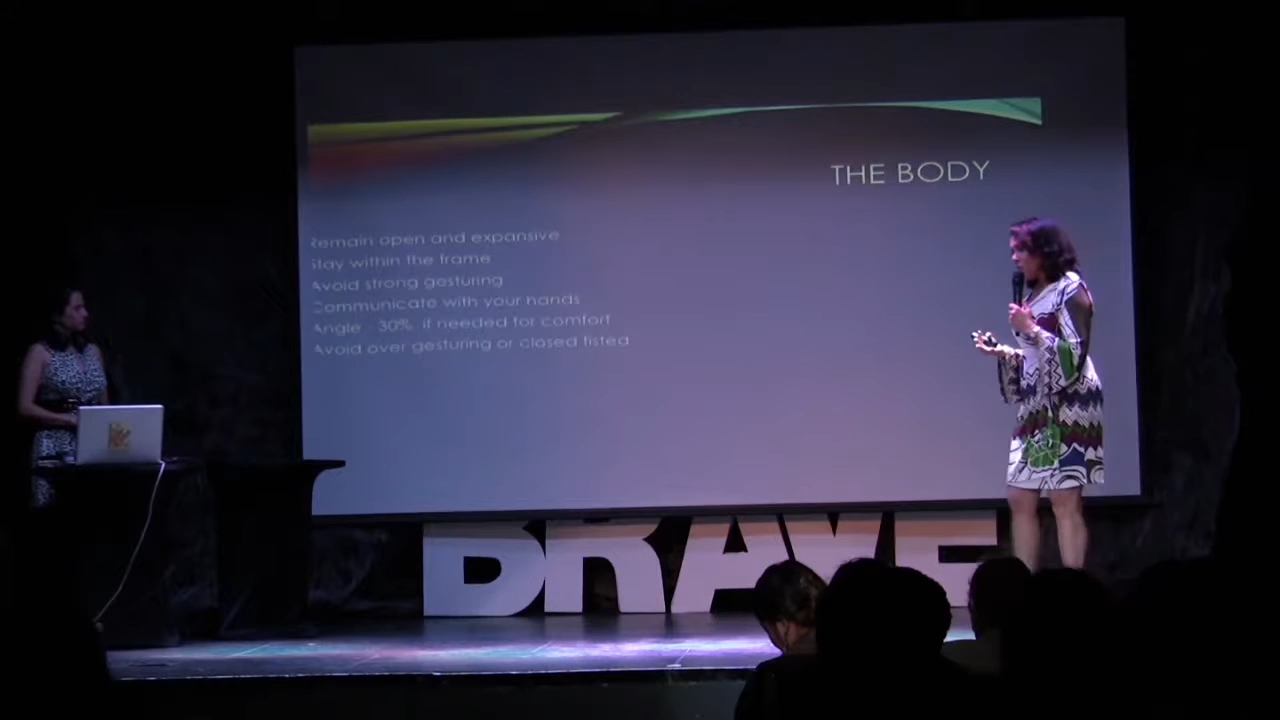 THE BODY
Remain open and expansive
Stay within the frame
Avoid strong gesturing
Communicate with your hands
Angle - 30% if needed for comfort
Avoid over gesturing or closed fisted
BRAVE